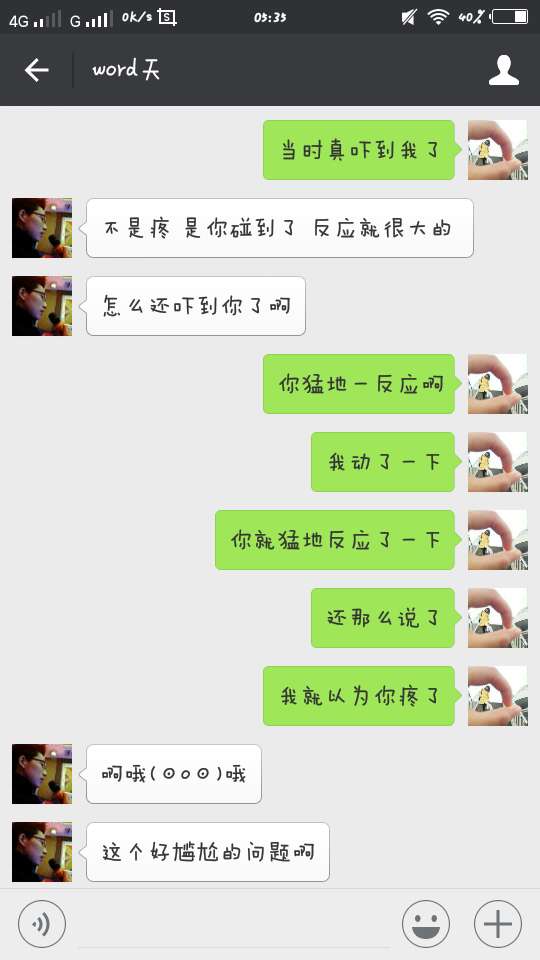 4G G 0k/s 05:35 40%
word天
当时真吓到我了
不是疼 是你碰到了 反应就很大的
怎么还吓到你了啊
你猛地一反应啊
我动了一下
你就猛地反应了一下
还那么说了
我就以为你疼了
啊哦(⊙o⊙)哦
这个好尴尬的问题啊